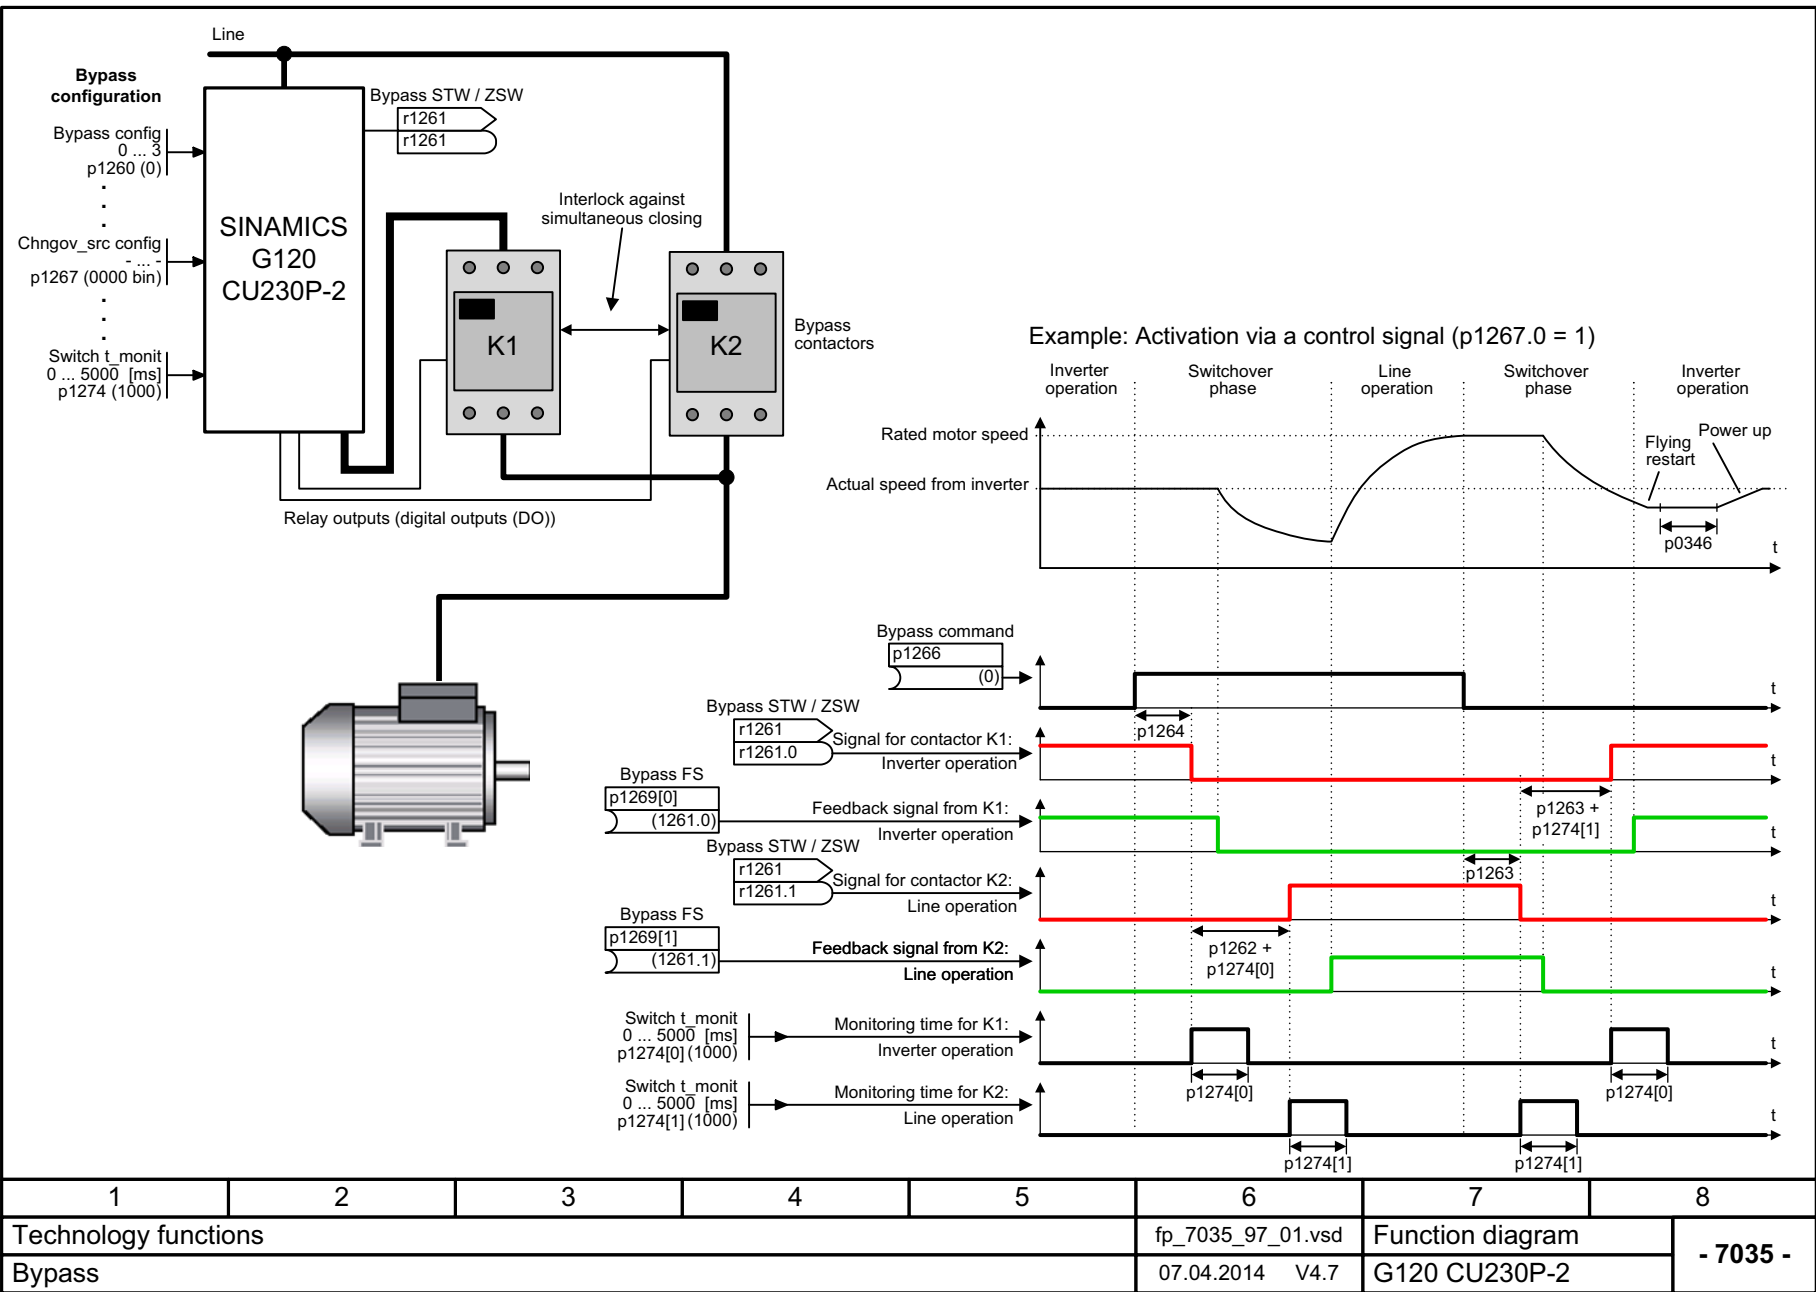 Line
Bypass
configuration
Bypass config
0 ... 3
p1260 (0)
.
.
.
Chngov_src config
- ... -
p1267 (0000 bin)
.
.
.
Switch t_monit
0 ... 5000 [ms]
p1274 (1000)
SINAMICS
G120
CU230P-2
Bypass STW / ZSW
r1261
r1261
Interlock against
simultaneous closing
K1
K2
Bypass
contactors
Relay outputs (digital outputs (DO))
Example: Activation via a control signal (p1267.0 = 1)
Inverter
operation
Switchover
phase
Line
operation
Switchover
phase
Inverter
operation
Rated motor speed
Actual speed from inverter
Flying
restart
Power up
p0346
t
Bypass command
p1266
(0)
t
p1264
Bypass STW / ZSW
r1261
r1261.0
Signal for contactor K1:
Inverter operation
t
p1263 +
p1274[1]
Bypass FS
p1269[0]
(1261.0)
Feedback signal from K1:
Inverter operation
t
p1263
Bypass STW / ZSW
r1261
r1261.1
Signal for contactor K2:
Line operation
t
p1262 +
p1274[0]
Bypass FS
p1269[1]
(1261.1)
Feedback signal from K2:
Line operation
t
Switch t_monit
0 ... 5000 [ms]
p1274[0] (1000)
Monitoring time for K1:
Inverter operation
t
p1274[0]
p1274[0]
Switch t_monit
0 ... 5000 [ms]
p1274[1] (1000)
Monitoring time for K2:
Line operation
t
p1274[1]
p1274[1]
1 2 3 4 5 6 7 8
Technology functions
fp_7035_97_01.vsd
Function diagram
- 7035 -
Bypass
07.04.2014 V4.7
G120 CU230P-2